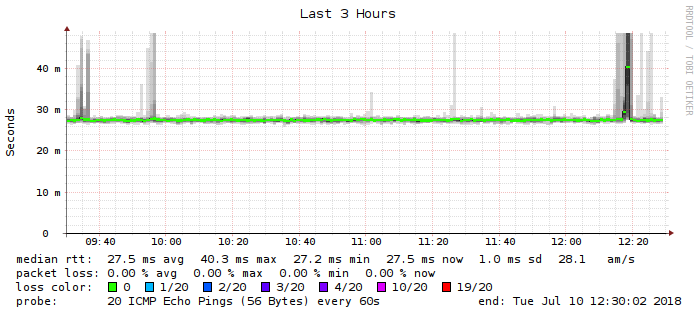 Last 3 Hours
RRDTOOL / TOBI OETIKER
Seconds
40 m
30 m
20 m
10 m
0
09:40 10:00 10:20 10:40 11:00 11:20 11:40 12:00 12:20
median rtt: 27.5 ms avg 40.3 ms max 27.2 ms min 27.5 ms now 1.0 ms sd 28.1 am/s
packet loss: 0.00 % avg 0.00 % max 0.00 % min 0.00 % now
loss color: 0 1/20 2/20 3/20 4/20 10/20 19/20
probe: 20 ICMP Echo Pings (56 Bytes) every 60s end: Tue Jul 10 12:30:02 2018